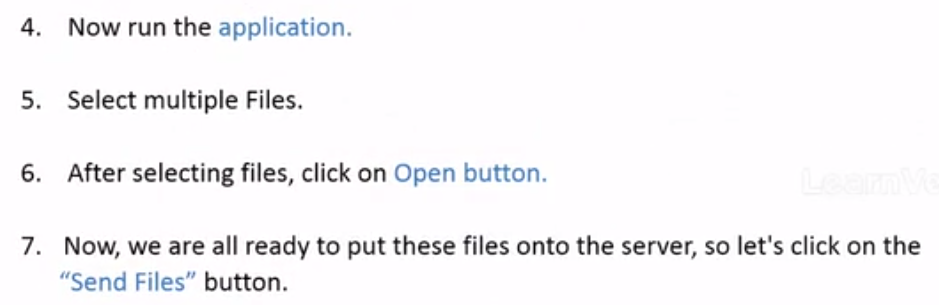 4. Now run the application.
5. Select multiple Files.
6. After selecting files, click on Open button.
7. Now, we are all ready to put these files onto the server, so let's click on the
“Send Files” button.